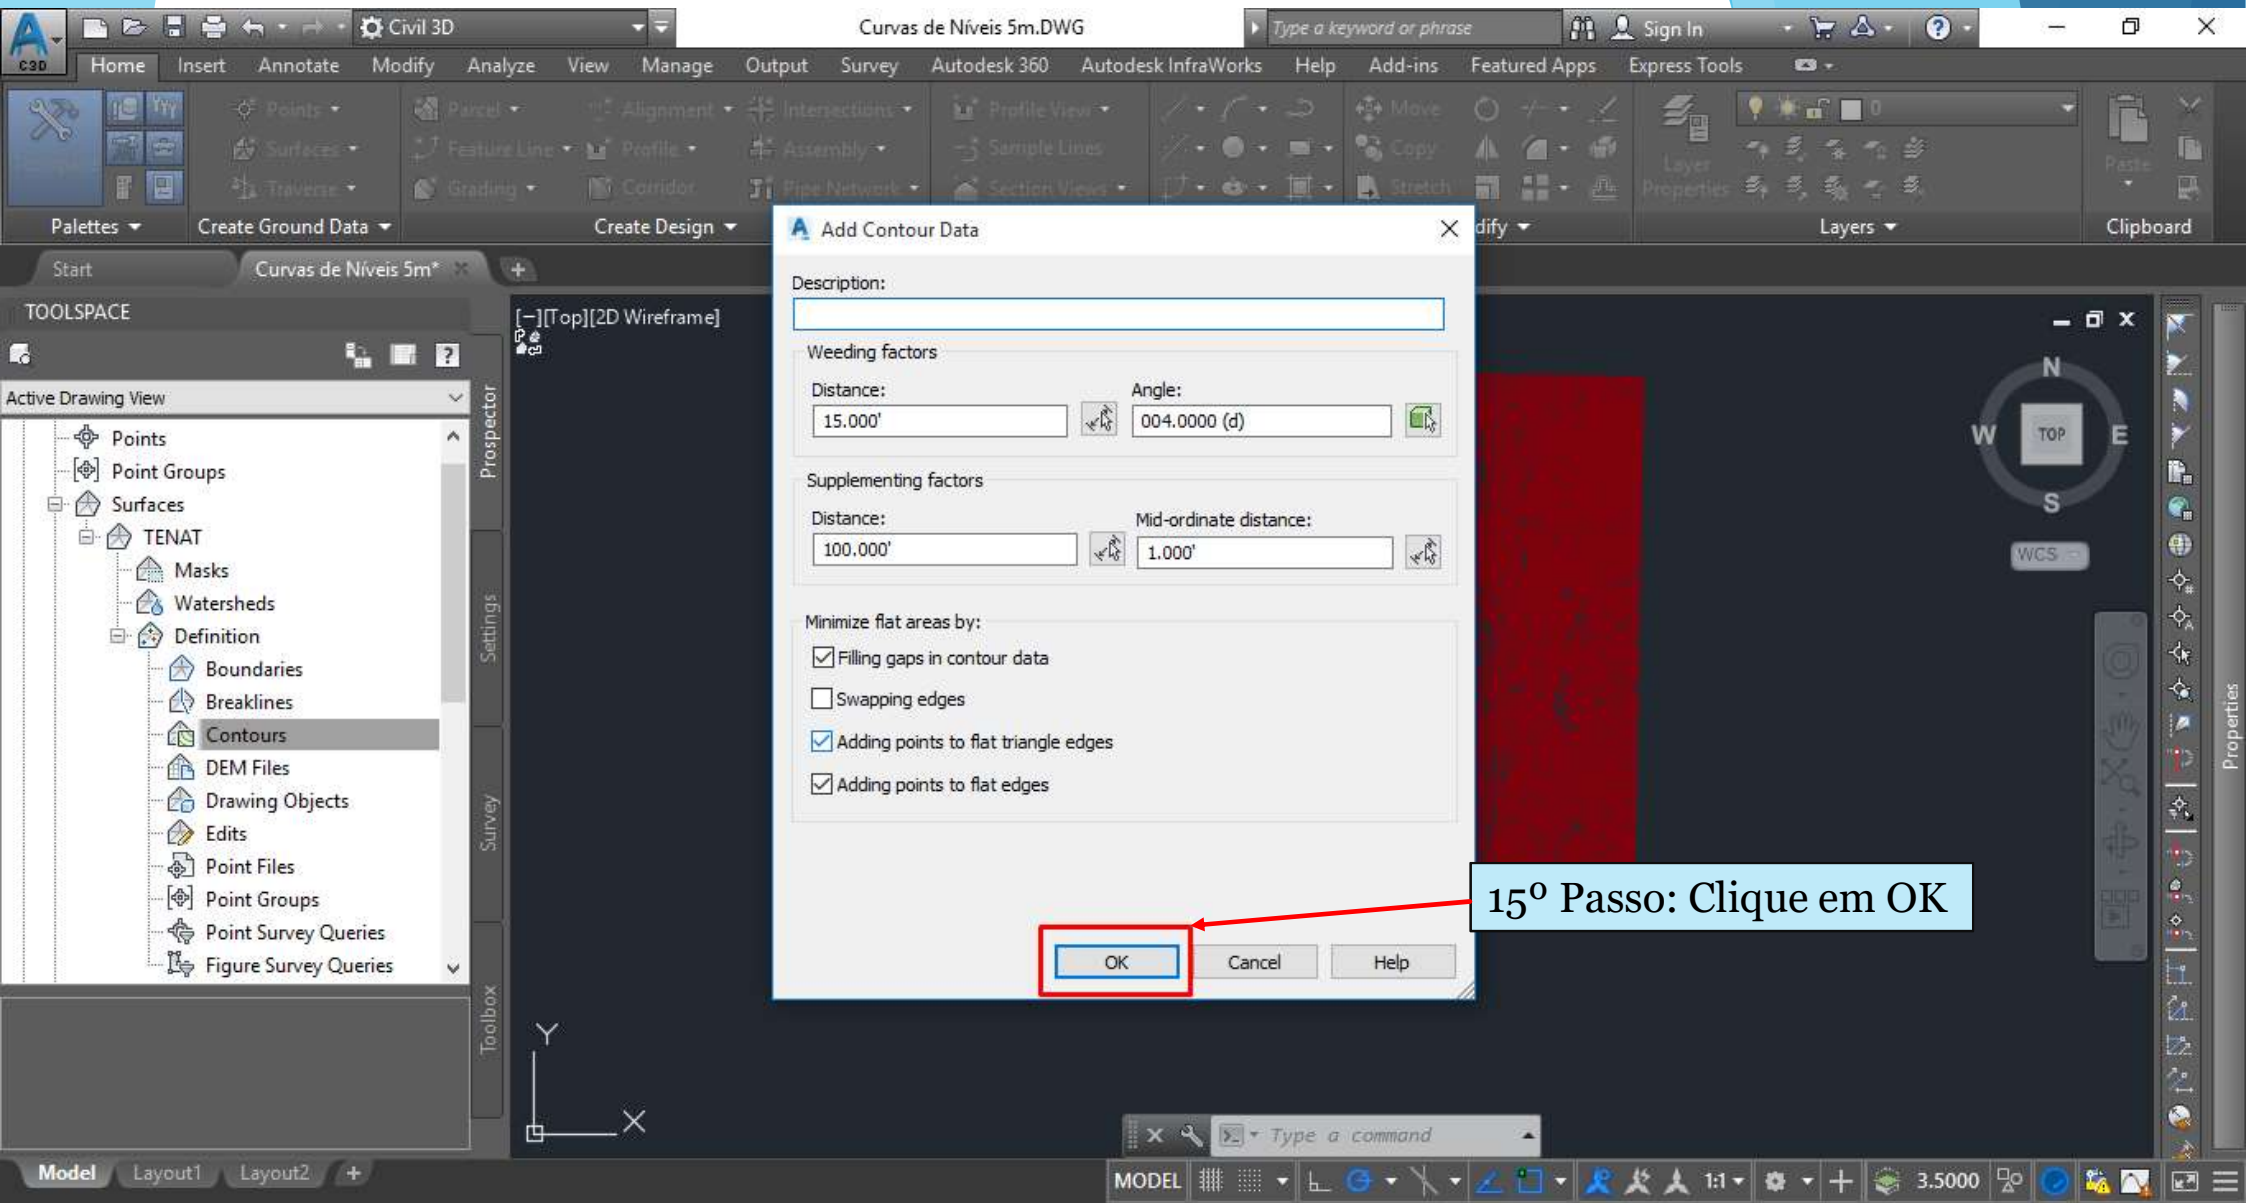 Civil 3D
Curvas de Níveis 5m.DWG
Type a keyword or phrase
Sign In
C3D
Home Insert Annotate Modify Analyze View Manage Output Survey Autodesk 360 Autodesk InfraWorks Help Add-ins Featured Apps Express Tools
Points Parcel Alignment Intersections Profile View Move 0
Surfaces Feature Line Profile Assembly Sample Lines Copy Layer Paste
Traverse Grading Corridor Pipe Network Section Views Stretch Properties
Palettes Create Ground Data Create Design dify Layers Clipboard
Start Curvas de Níveis 5m*
TOOLSPACE
Active Drawing View
Points
Point Groups
Surfaces
TENAT
Masks
Watersheds
Definition
Boundaries
Breaklines
Contours
DEM Files
Drawing Objects
Edits
Point Files
Point Groups
Point Survey Queries
Figure Survey Queries
Prospector
Settings
Survey
Toolbox
[−][Top][2D Wireframe]
Add Contour Data
Description:
Weeding factors
Distance: Angle:
15.000' 004.0000 (d)
Supplementing factors
Distance: Mid-ordinate distance:
100.000' 1.000'
Minimize flat areas by:
Filling gaps in contour data
Swapping edges
Adding points to flat triangle edges
Adding points to flat edges
OK Cancel Help
15º Passo: Clique em OK
N
W TOP E
S
WCS
Properties
Y
X
Type a command
Model Layout1 Layout2 +
MODEL 1:1 3.5000